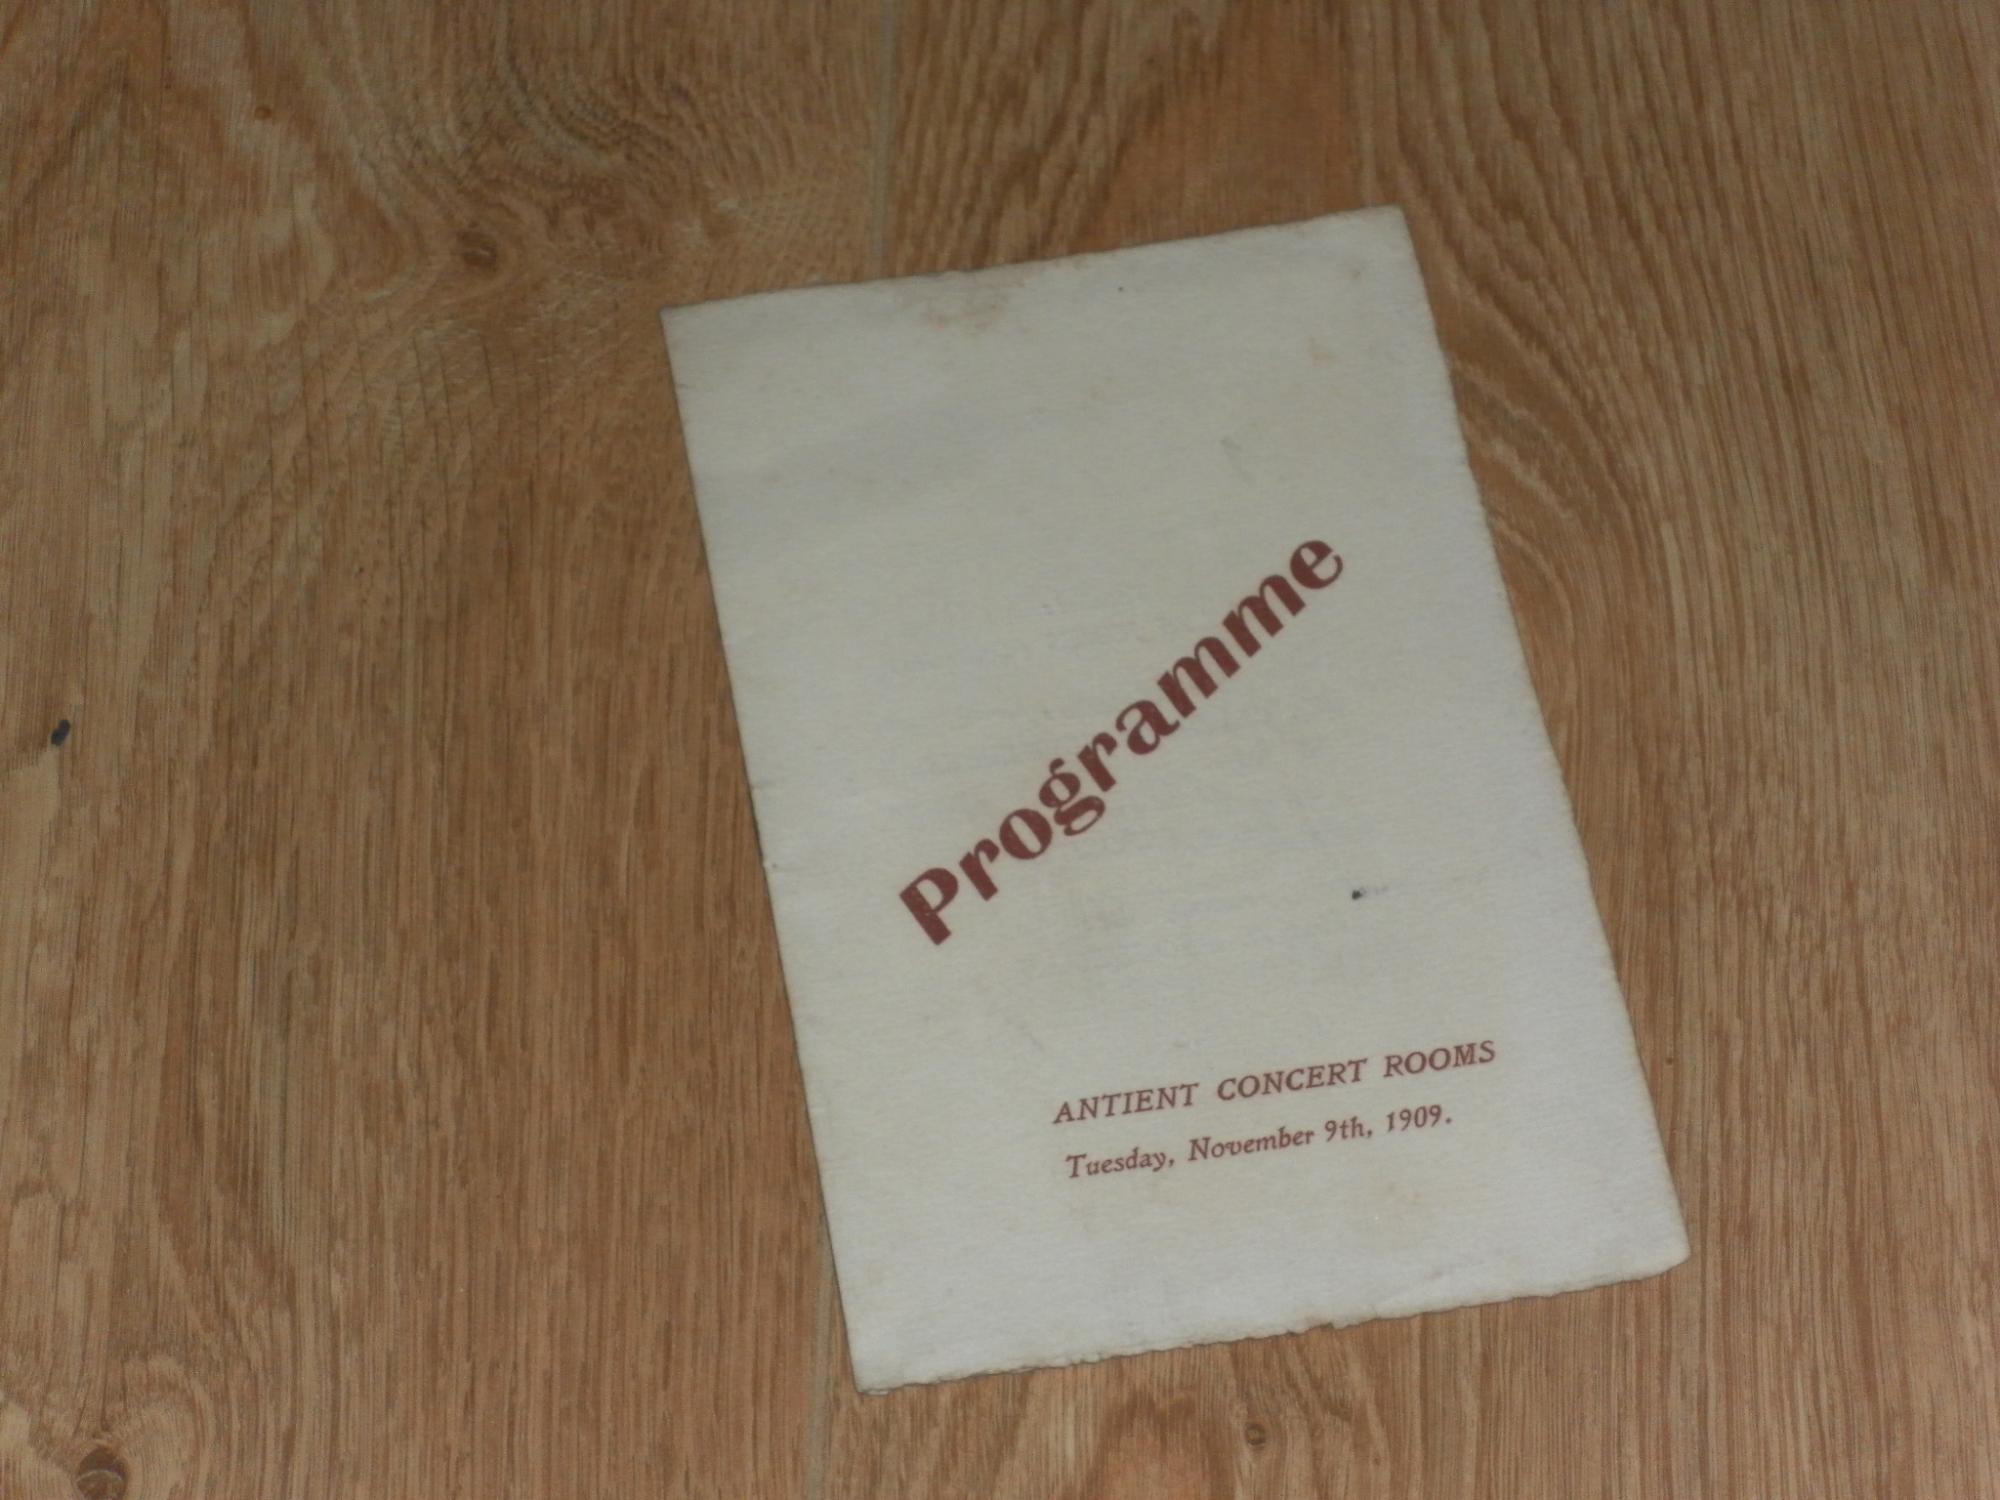 Programme
ANTIENT CONCERT ROOMS
Tuesday, November 9th, 1909.